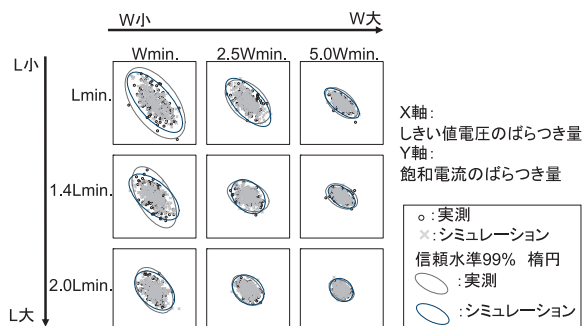 W小 W大
L小 Wmin. 2.5Wmin. 5.0Wmin.
Lmin.
1.4Lmin.
2.0Lmin.
L大
X軸:
しきい値電圧のばらつき量
Y軸:
飽和電流のばらつき量
:実測
:シミュレーション
信頼水準99% 楕円
:実測
:シミュレーション